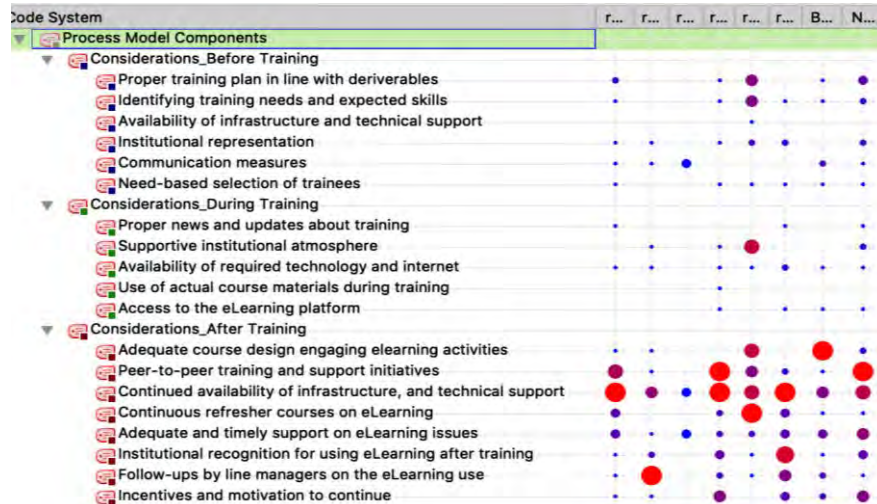 Code System r... r... r... r... r... r... B... N...
Process Model Components
Considerations_Before Training
Proper training plan in line with deriverables
Identifying training needs and expected skills
Availability of infrastructure and technical support
Institutional representation
Communication measures
Need-based selection of trainees
Considerations_During Training
Proper news and updates about training
Supportive institutional atmosphere
Availability of required technology and internet
Use of actual course materials during training
Access to the eLearning platform
Considerations_After Training
Adequate course design engaging elearning activities
Peer-to-peer training and support initiatives
Continued availability of infrastructure, and technical support
Continuous refresher courses on eLearning
Adequate and timely support on eLearning issues
Institutional recognition for using eLearning after training
Follow-ups by line managers on the eLearning use
Incentives and motivation to continue